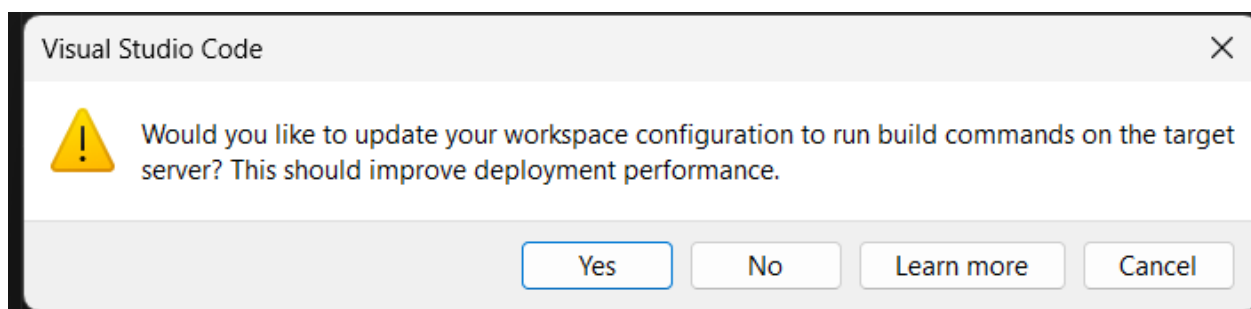 Visual Studio Code
Would you like to update your workspace configuration to run build commands on the target
server? This should improve deployment performance.
Yes No Learn more Cancel